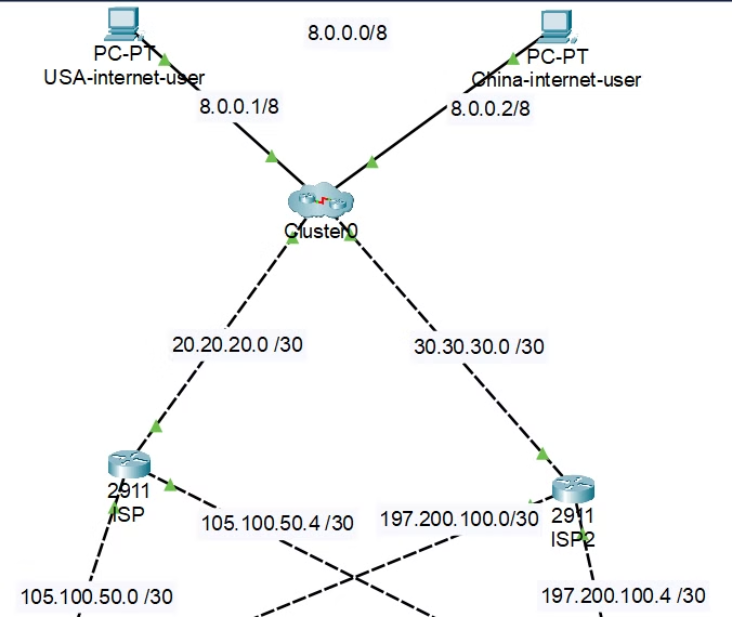 8.0.0.0/8
PC-PT
USA-internet-user
PC-PT
China-internet-user
8.0.0.1/8
8.0.0.2/8
Cluster0
20.20.20.0 /30
30.30.30.0 /30
2911
ISP
105.100.50.4 /30
197.200.100.0/30
2911
ISP2
105.100.50.0 /30
197.200.100.4 /30